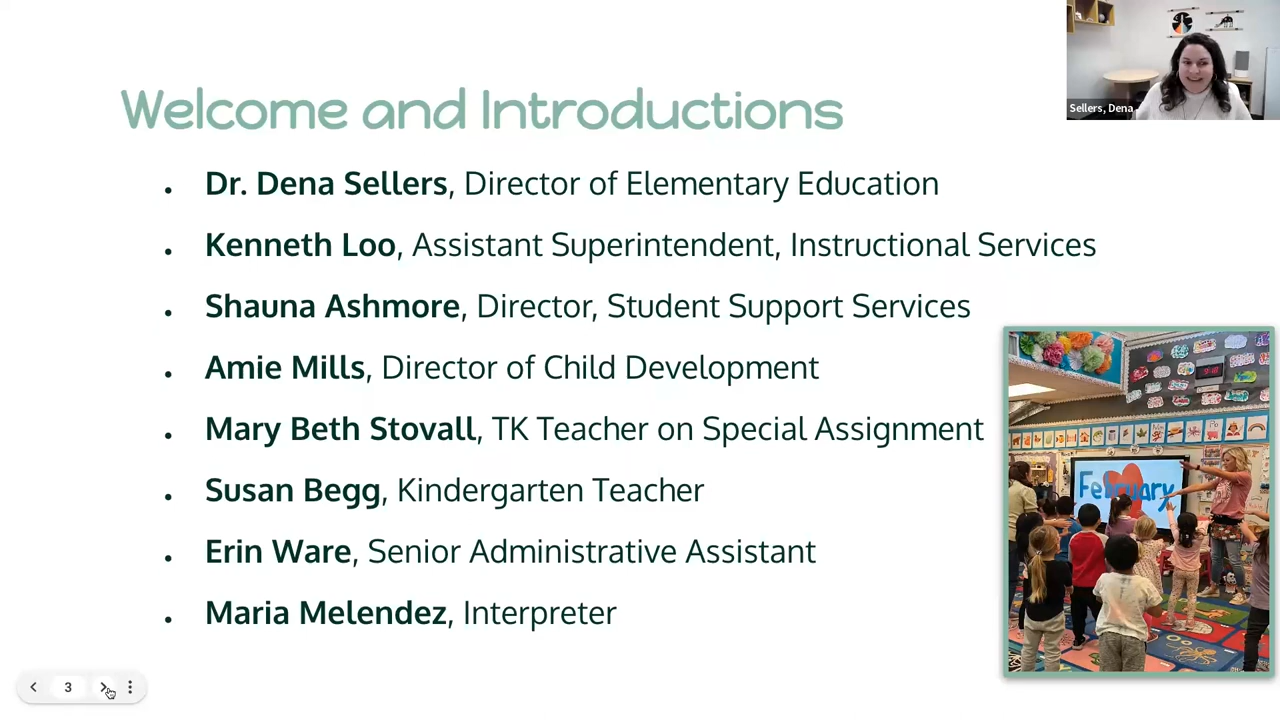 Welcome and Introductions
Sellers, Dena
• Dr. Dena Sellers, Director of Elementary Education
• Kenneth Loo, Assistant Superintendent, Instructional Services
• Shauna Ashmore, Director, Student Support Services
• Amie Mills, Director of Child Development
• Mary Beth Stovall, TK Teacher on Special Assignment
• Susan Begg, Kindergarten Teacher
• Erin Ware, Senior Administrative Assistant
• Maria Melendez, Interpreter
February
3